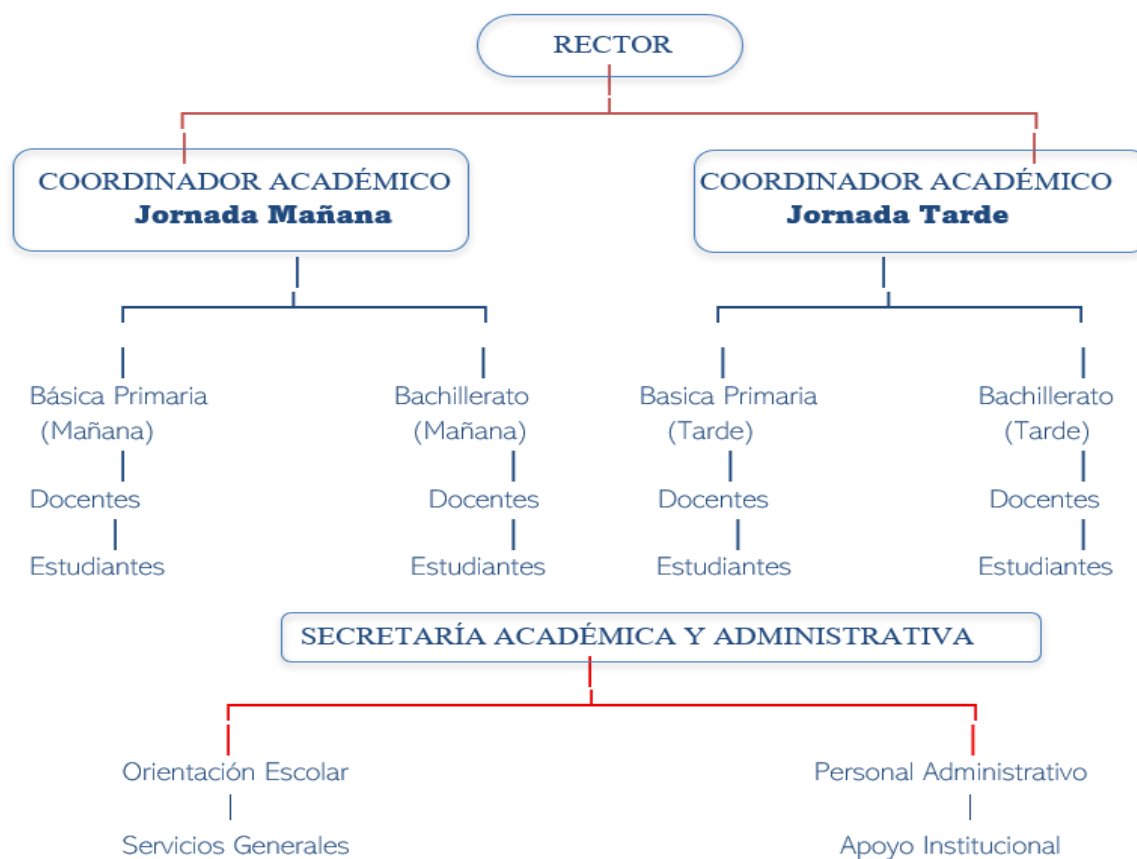 RECTOR
COORDINADOR ACADÉMICO
Jornada Mañana
COORDINADOR ACADÉMICO
Jornada Tarde
Básica Primaria
(Mañana)
Bachillerato
(Mañana)
Basica Primaria
(Tarde)
Bachillerato
(Tarde)
Docentes
Docentes
Docentes
Docentes
Estudiantes
Estudiantes
Estudiantes
Estudiantes
SECRETARÍA ACADÉMICA Y ADMINISTRATIVA
Orientación Escolar
Personal Administrativo
Servicios Generales
Apoyo Institucional